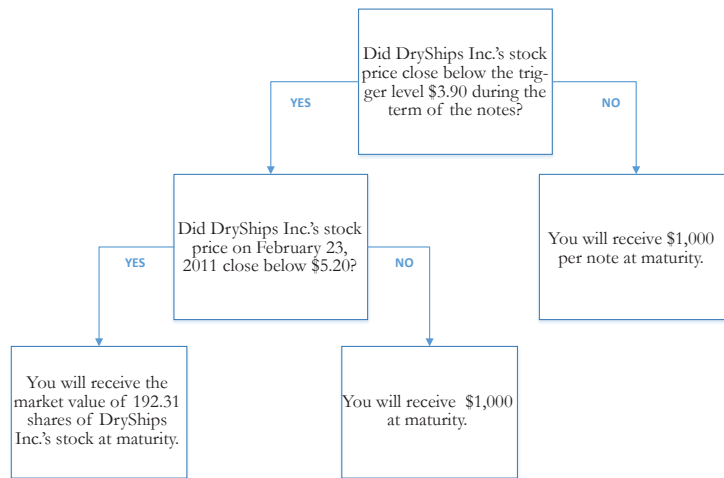 Did DryShips Inc.'s stock
price close below the trig-
ger level $3.90 during the
term of the notes?
YES
NO
Did DryShips Inc.'s stock
price on February 23,
2011 close below $5.20?
You will receive $1,000
per note at maturity.
YES
NO
You will receive the
market value of 192.31
shares of DryShips
Inc.'s stock at maturity.
You will receive  $1,000
at maturity.